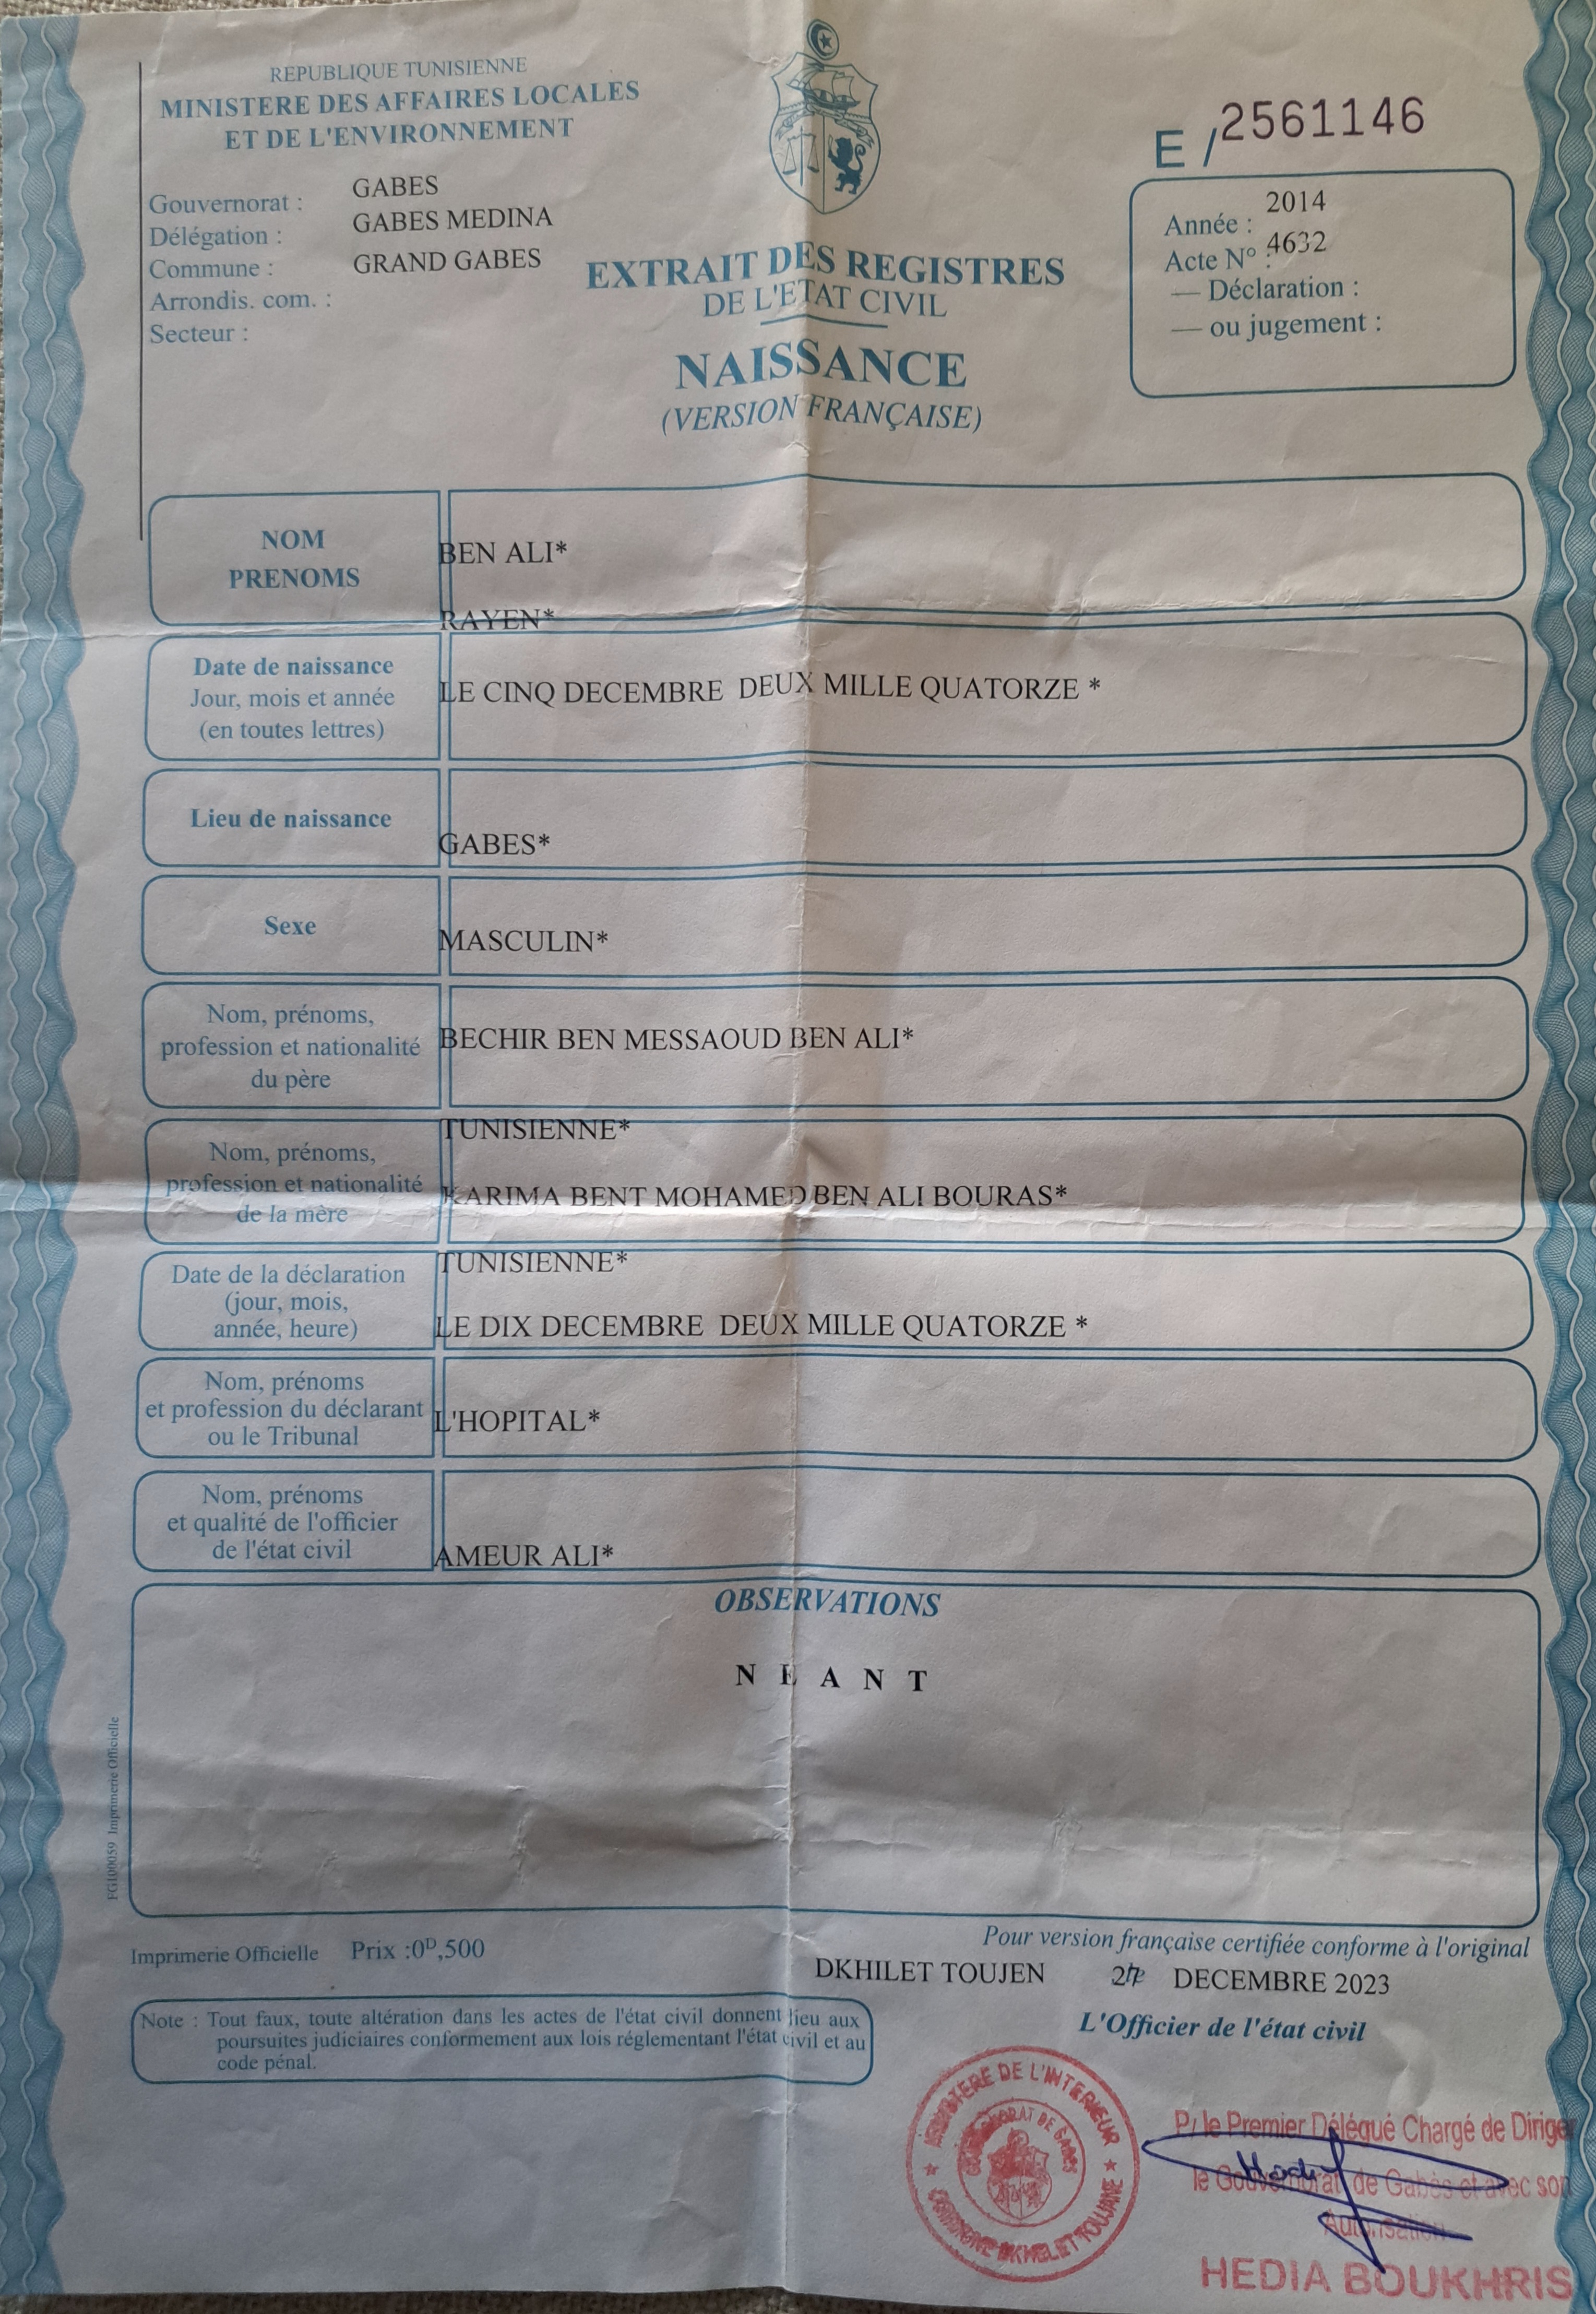 REPUBLIQUE TUNISIENNE
MINISTERE DES AFFAIRES LOCALES
ET DE L'ENVIRONNEMENT
E / 2561146
Gouvernorat : GABES
Délégation : GABES MEDINA
Commune : GRAND GABES
Arrondis. com. :
Secteur :
Année : 2014
Acte N° : 4632
— Déclaration :
— ou jugement :
EXTRAIT DES REGISTRES
DE L'ETAT CIVIL
NAISSANCE
(VERSION FRANÇAISE)
NOM
PRENOMS
BEN ALI*
RAYEN*
Date de naissance
Jour, mois et année
(en toutes lettres)
LE CINQ DECEMBRE DEUX MILLE QUATORZE *
Lieu de naissance
GABES*
Sexe
MASCULIN*
Nom, prénoms,
profession et nationalité
du père
BECHIR BEN MESSAOUD BEN ALI*
TUNISIENNE*
Nom, prénoms,
profession et nationalité
de la mère
KARIMA BENT MOHAMED BEN ALI BOURAS*
TUNISIENNE*
Date de la déclaration
(jour, mois,
année, heure)
LE DIX DECEMBRE DEUX MILLE QUATORZE *
Nom, prénoms
et profession du déclarant
ou le Tribunal
L'HOPITAL*
Nom, prénoms
et qualité de l'officier
de l'état civil
AMEUR ALI*
OBSERVATIONS
N E A N T
FG100059 Imprimerie Officielle
Imprimerie Officielle Prix :0ᴰ,500
Pour version française certifiée conforme à l'original
DKHILET TOUJEN DECEMBRE 2023
L'Officier de l'état civil
Note : Tout faux, toute altération dans les actes de l'état civil donnent lieu aux
poursuites judiciaires conformement aux lois réglementant l'état civil et au
code pénal.
MINISTERE DE L'INTERIEUR
GOUVERNORAT DE GABES
COMMUNE DKHILET TOUJANE
P/ le Premier Délégué Chargé de Diriger
le Gouvernorat de Gabès et avec son
Autorisation
HEDIA BOUKHRIS